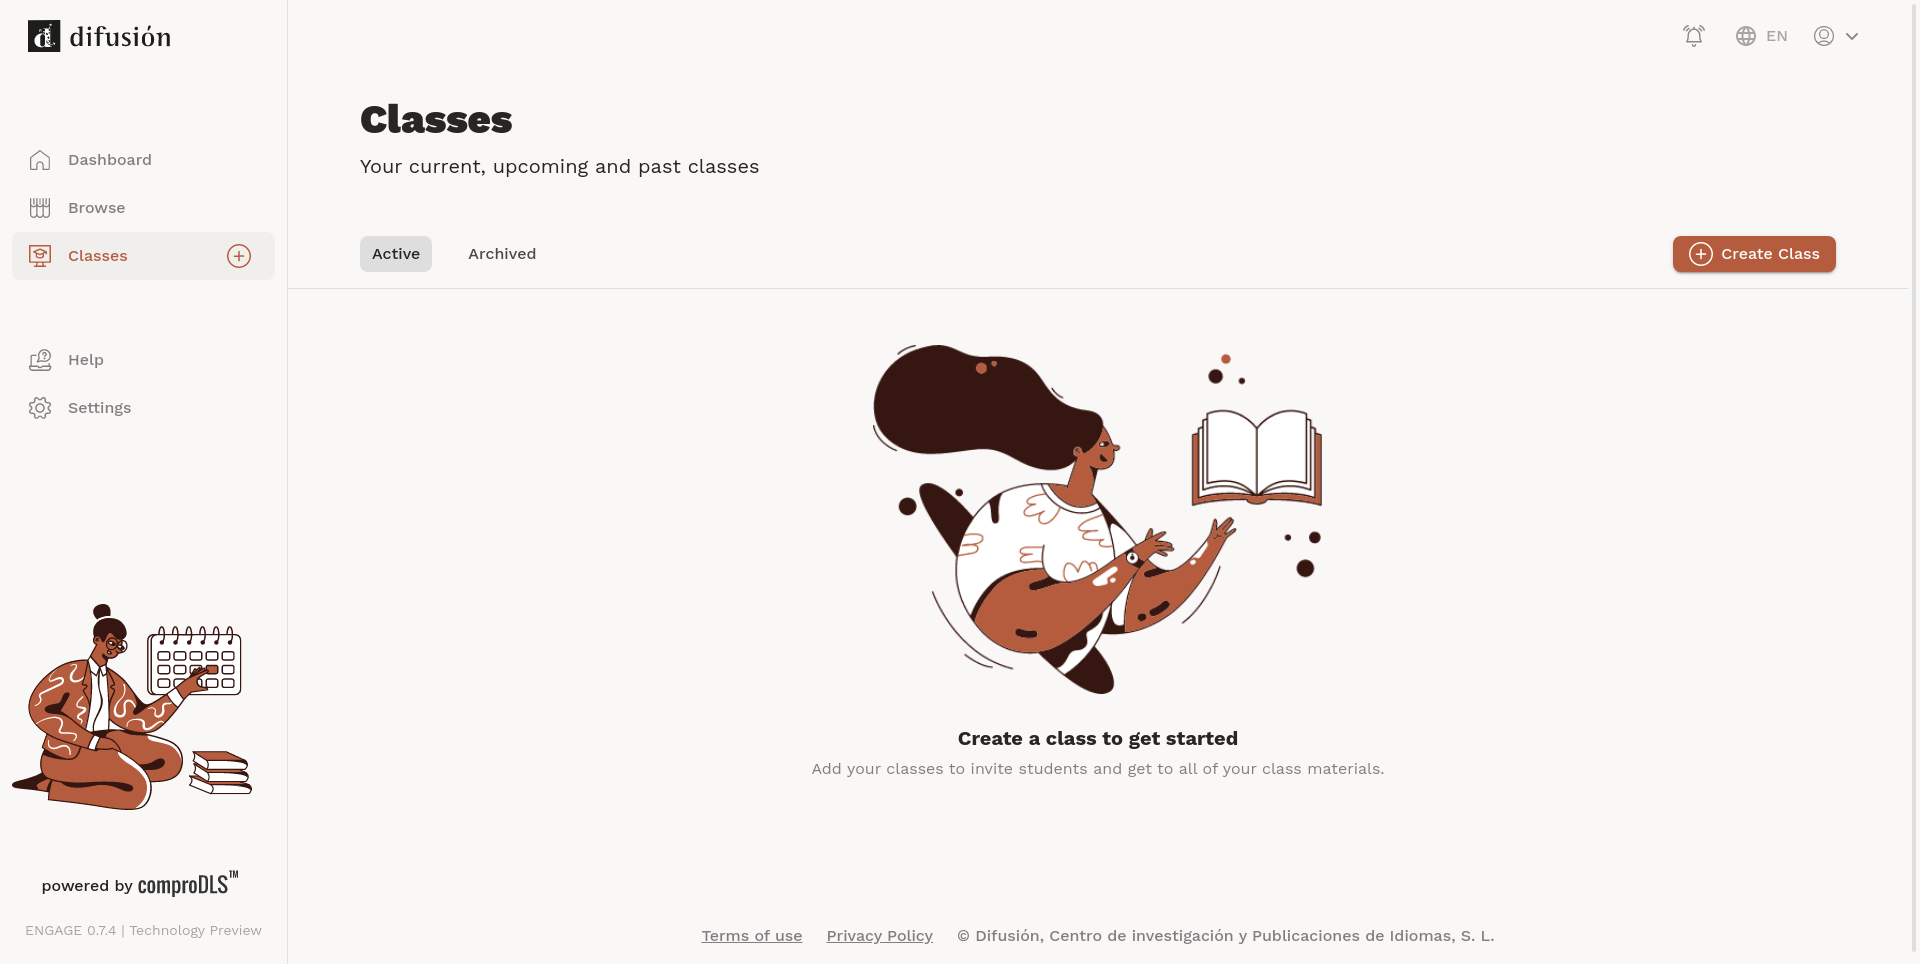 difusión
EN
Dashboard
Browse
Classes
Help
Settings
powered by comproDLS™
ENGAGE 0.7.4 | Technology Preview
Classes
Your current, upcoming and past classes
Active
Archived
Create Class
Create a class to get started
Add your classes to invite students and get to all of your class materials.
Terms of use Privacy Policy © Difusión, Centro de investigación y Publicaciones de Idiomas, S. L.